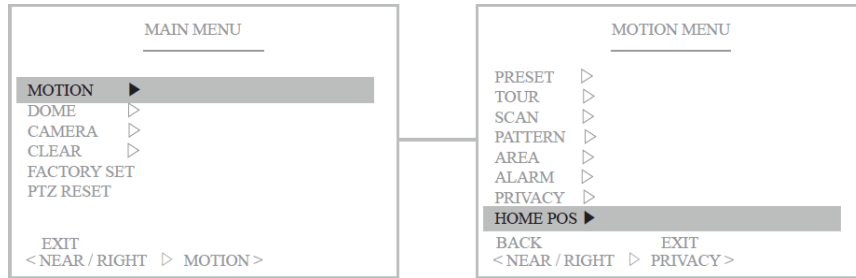 MAIN MENU
MOTION ▶
DOME ▷
CAMERA ▷
CLEAR ▷
FACTORY SET
PTZ RESET
EXIT
< NEAR / RIGHT ▷ MOTION >
MOTION MENU
PRESET ▷
TOUR ▷
SCAN ▷
PATTERN ▷
AREA ▷
ALARM ▷
PRIVACY ▷
HOME POS ▶
BACK EXIT
< NEAR / RIGHT ▷ PRIVACY >